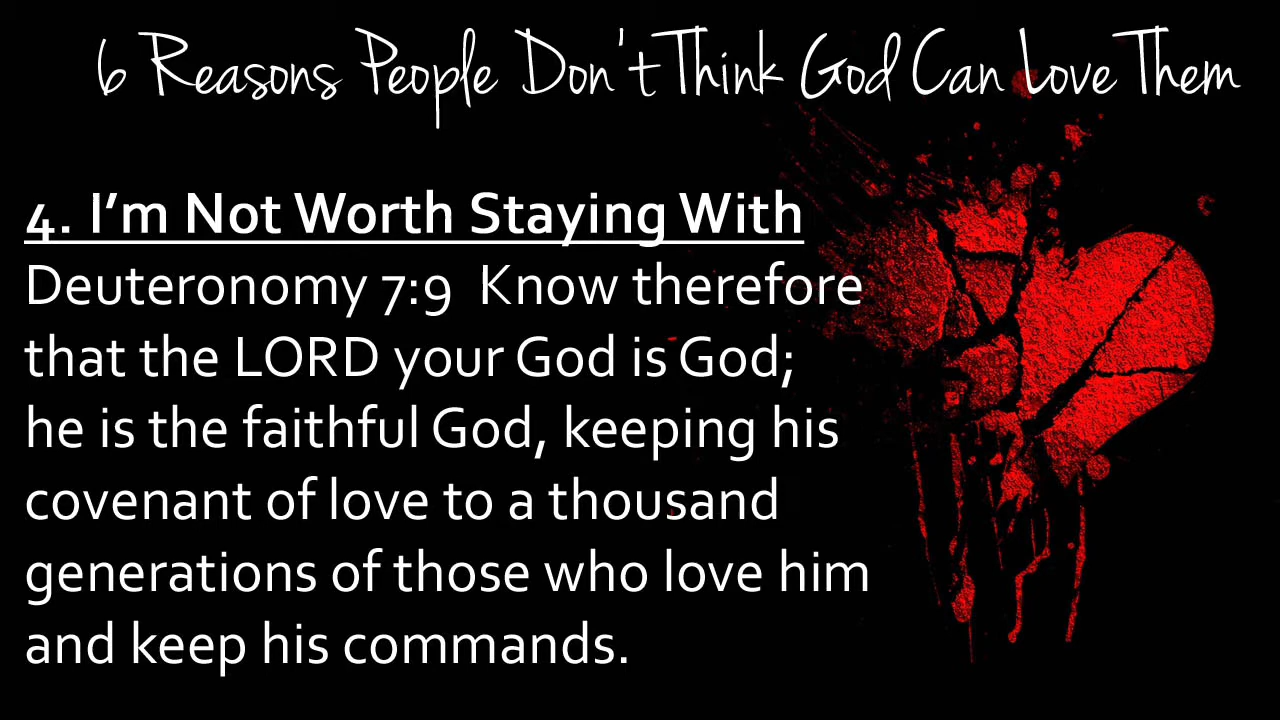 6 Reasons People Don't Think God Can Love Them
4. I’m Not Worth Staying With
Deuteronomy 7:9  Know therefore
that the LORD your God is God;
he is the faithful God, keeping his
covenant of love to a thousand
generations of those who love him
and keep his commands.